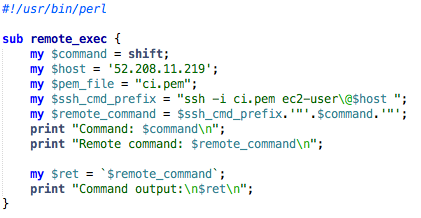 #!/usr/bin/perl

sub remote_exec {
    my $command = shift;
    my $host = '52.208.11.219';
    my $pem_file = "ci.pem";
    my $ssh_cmd_prefix = "ssh -i ci.pem ec2-user\@$host ";
    my $remote_command = $ssh_cmd_prefix.'"'.$command.'"';
    print "Command: $command\n";
    print "Remote command: $remote_command\n";

    my $ret = `$remote_command`;
    print "Command output:\n$ret\n";
}